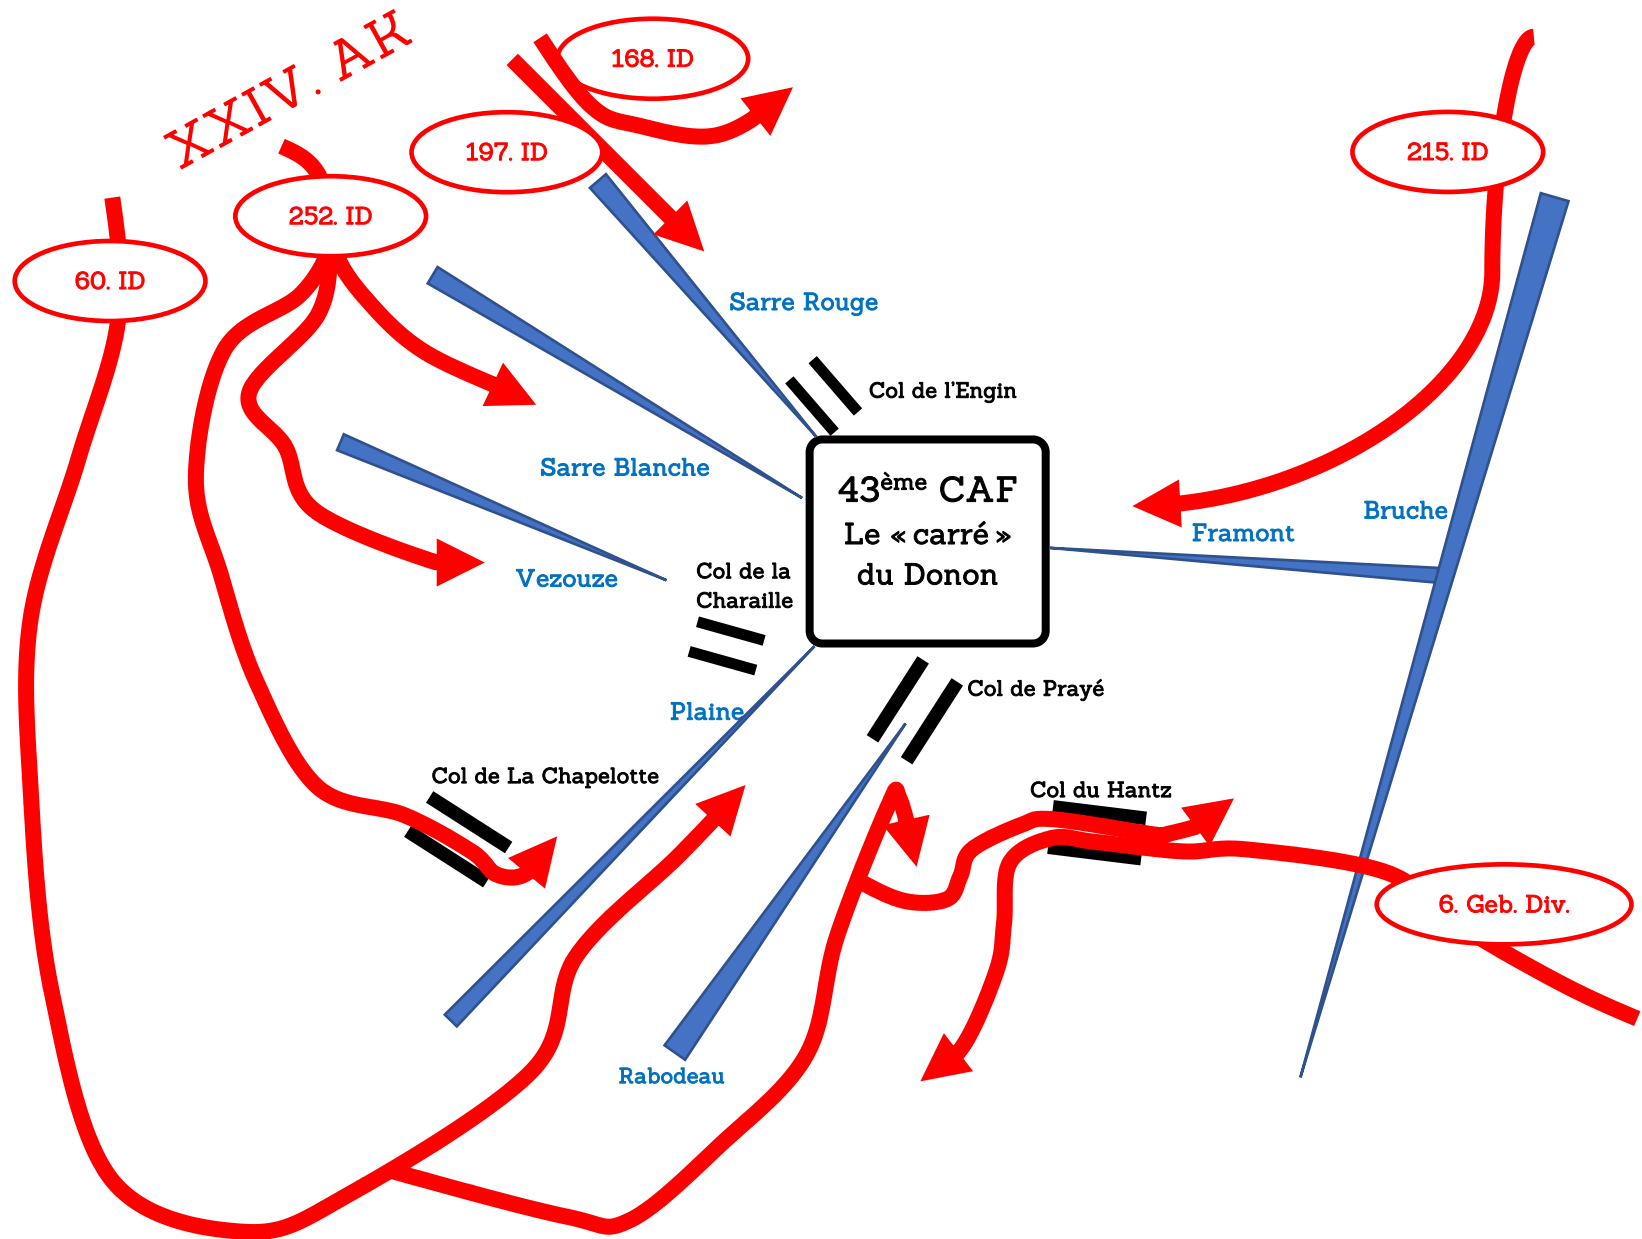 XXIV. AK
168. ID
197. ID
215. ID
252. ID
60. ID
Sarre Rouge
Col de l'Engin
Sarre Blanche
43ème CAF
Le « carré »
du Donon
Bruche
Framont
Vezouze
Col de la
Charaille
Col de Prayé
Plaine
Col de La Chapelotte
Col du Hantz
6. Geb. Div.
Rabodeau